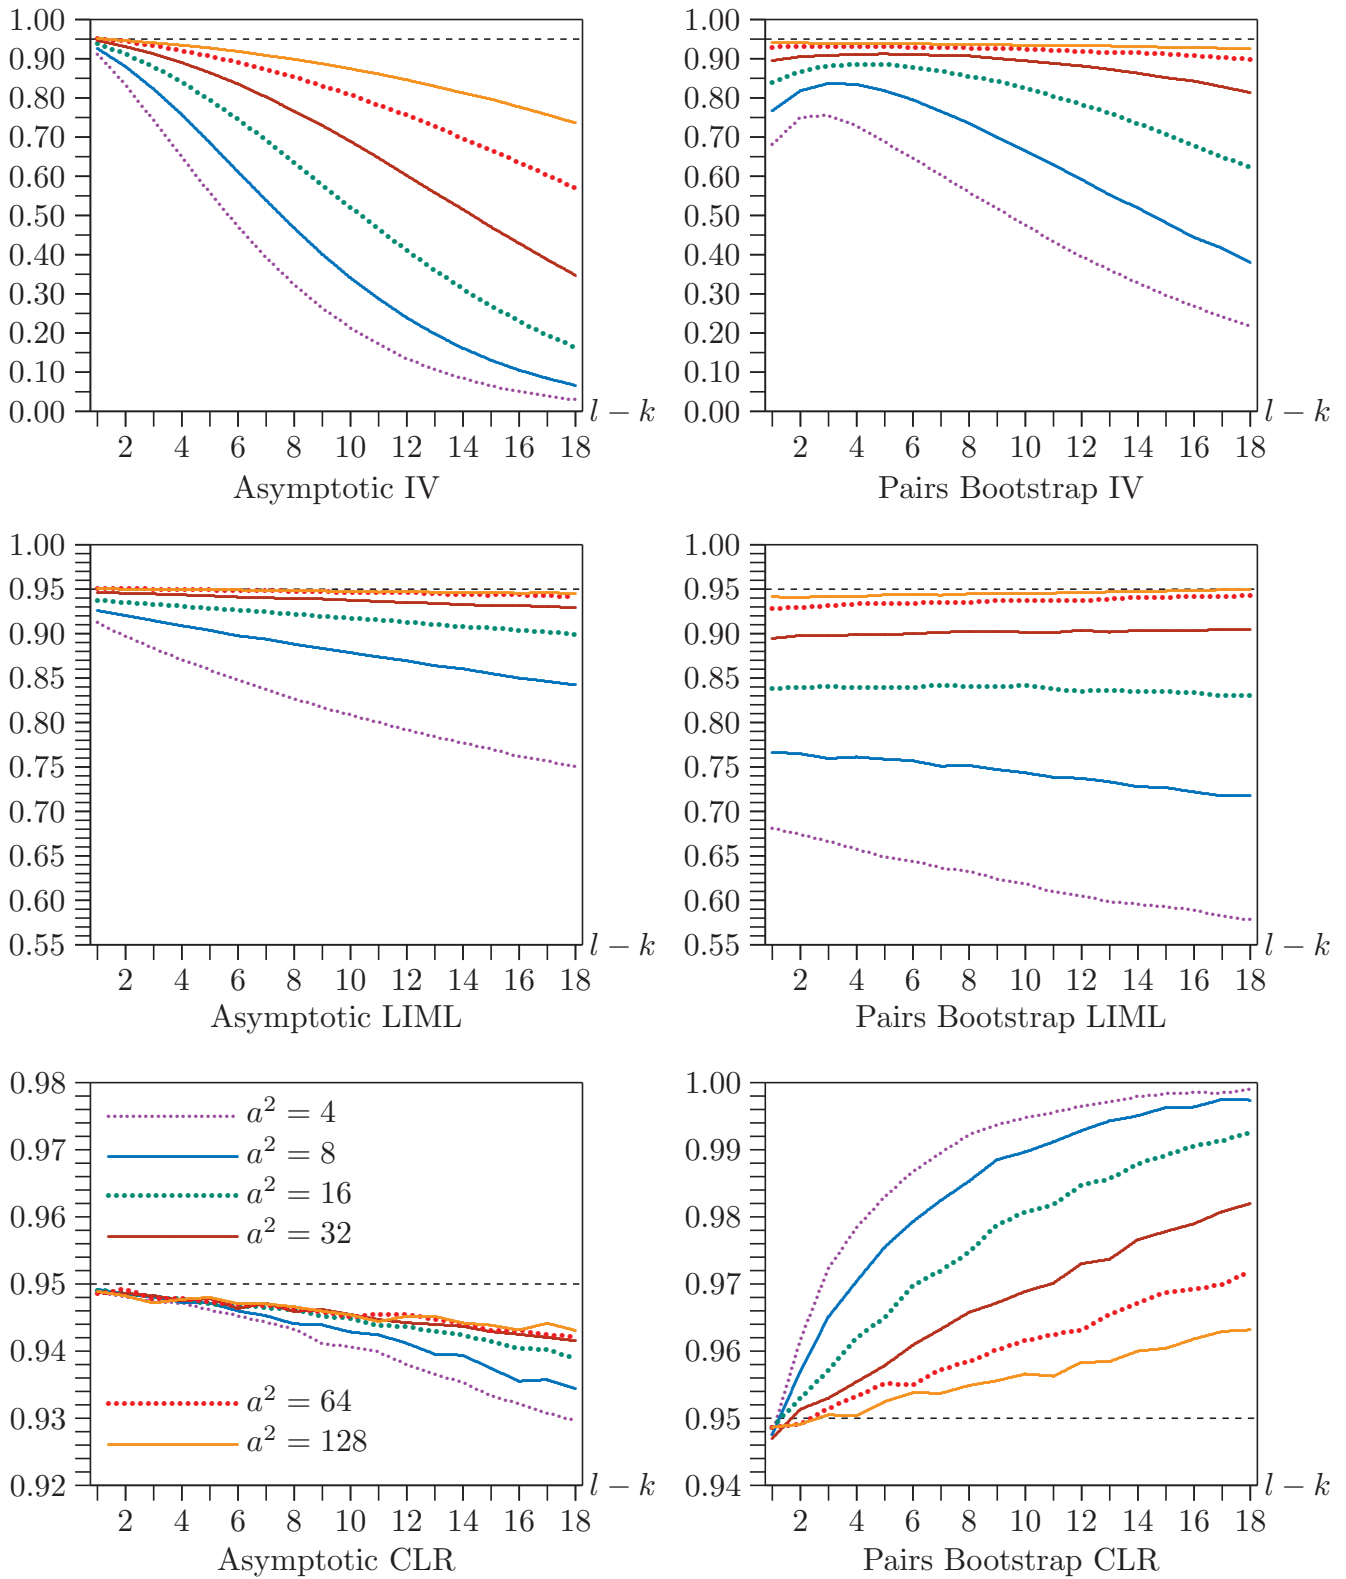 1.00
0.90
0.80
0.70
0.60
0.50
0.40
0.30
0.20
0.10
0.00
2 4 6 8 10 12 14 16 18
l − k
Asymptotic IV
1.00
0.90
0.80
0.70
0.60
0.50
0.40
0.30
0.20
0.10
0.00
2 4 6 8 10 12 14 16 18
l − k
Pairs Bootstrap IV
1.00
0.95
0.90
0.85
0.80
0.75
0.70
0.65
0.60
0.55
2 4 6 8 10 12 14 16 18
l − k
Asymptotic LIML
1.00
0.95
0.90
0.85
0.80
0.75
0.70
0.65
0.60
0.55
2 4 6 8 10 12 14 16 18
l − k
Pairs Bootstrap LIML
0.98
0.97
0.96
0.95
0.94
0.93
0.92
a² = 4
a² = 8
a² = 16
a² = 32
a² = 64
a² = 128
2 4 6 8 10 12 14 16 18
l − k
Asymptotic CLR
1.00
0.99
0.98
0.97
0.96
0.95
0.94
2 4 6 8 10 12 14 16 18
l − k
Pairs Bootstrap CLR